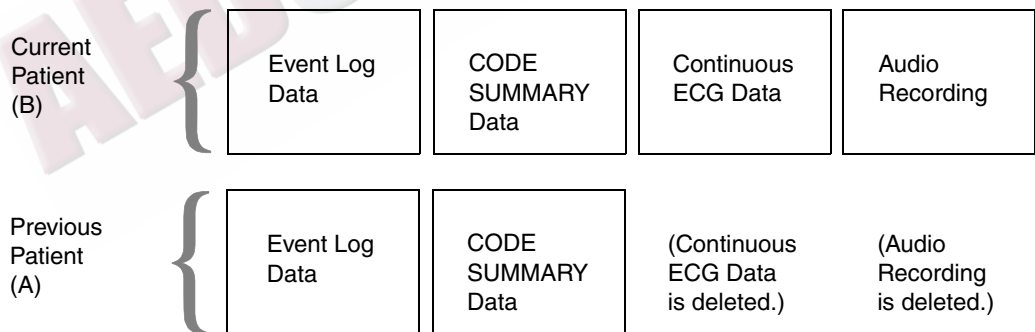 Current
Patient
(B)
Event Log
Data
CODE
SUMMARY
Data
Continuous
ECG Data
Audio
Recording
Previous
Patient
(A)
Event Log
Data
CODE
SUMMARY
Data
(Continuous
ECG Data
is deleted.)
(Audio
Recording
is deleted.)